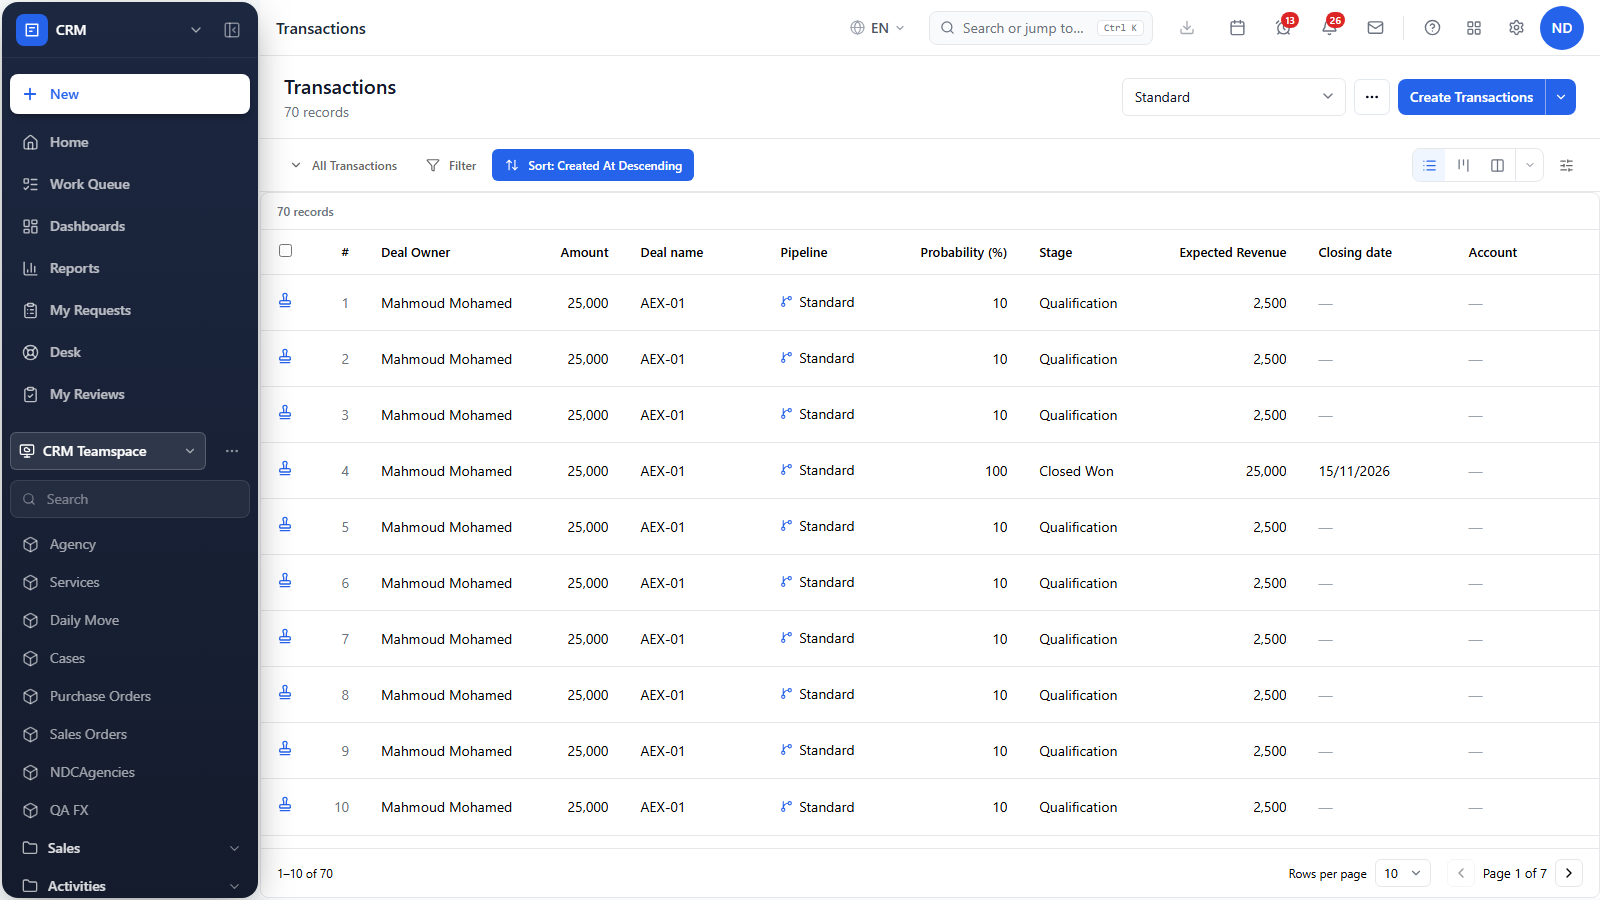 CRM
New
Home
Work Queue
Dashboards
Reports
My Requests
Desk
My Reviews
CRM Teamspace
Search
Agency
Services
Daily Move
Cases
Purchase Orders
Sales Orders
NDCAgencies
QA FX
Sales
Activities
Transactions
EN
Search or jump to... Ctrl K
13
26
ND
Transactions
70 records
Standard
Create Transactions
All Transactions Filter Sort: Created At Descending
70 records
# Deal Owner Amount Deal name Pipeline Probability (%) Stage Expected Revenue Closing date Account
1 Mahmoud Mohamed 25,000 AEX-01 Standard 10 Qualification 2,500 — —
2 Mahmoud Mohamed 25,000 AEX-01 Standard 10 Qualification 2,500 — —
3 Mahmoud Mohamed 25,000 AEX-01 Standard 10 Qualification 2,500 — —
4 Mahmoud Mohamed 25,000 AEX-01 Standard 100 Closed Won 25,000 15/11/2026 —
5 Mahmoud Mohamed 25,000 AEX-01 Standard 10 Qualification 2,500 — —
6 Mahmoud Mohamed 25,000 AEX-01 Standard 10 Qualification 2,500 — —
7 Mahmoud Mohamed 25,000 AEX-01 Standard 10 Qualification 2,500 — —
8 Mahmoud Mohamed 25,000 AEX-01 Standard 10 Qualification 2,500 — —
9 Mahmoud Mohamed 25,000 AEX-01 Standard 10 Qualification 2,500 — —
10 Mahmoud Mohamed 25,000 AEX-01 Standard 10 Qualification 2,500 — —
1–10 of 70
Rows per page 10 Page 1 of 7